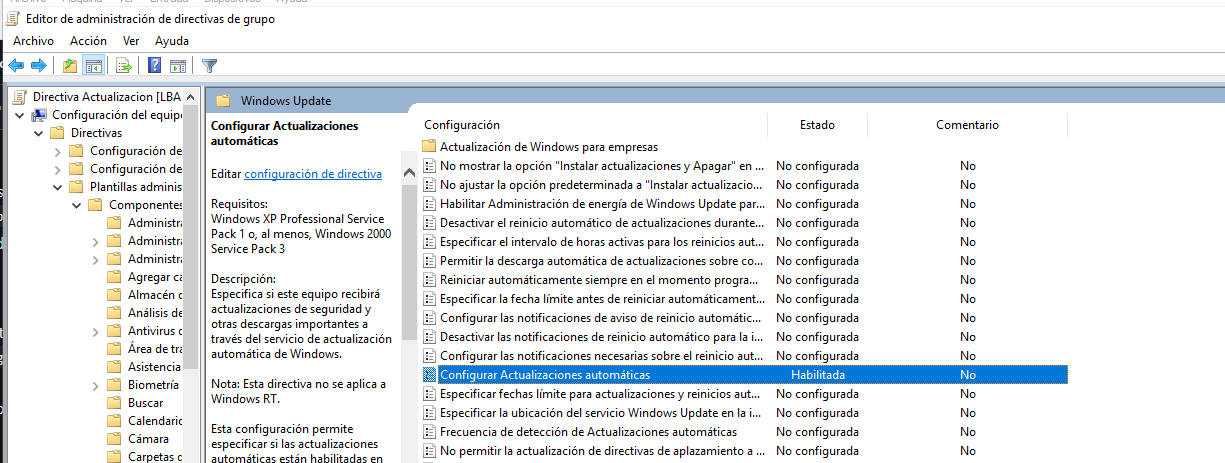 Editor de administración de directivas de grupo
Archivo Acción Ver Ayuda
Directiva Actualizacion [LBA
Configuración del equipo
Directivas
Configuración de
Configuración de
Plantillas adminis
Componentes
Administra
Administra
Administra
Agregar ca
Almacén d
Análisis de
Antivirus d
Área de tra
Asistencia
Biometría
Buscar
Calendario
Cámara
Carpetas d
Windows Update
Configurar Actualizaciones
automáticas
Editar configuración de directiva
Requisitos:
Windows XP Professional Service
Pack 1 o, al menos, Windows 2000
Service Pack 3
Descripción:
Especifica si este equipo recibirá
actualizaciones de seguridad y
otras descargas importantes a
través del servicio de actualización
automática de Windows.
Nota: Esta directiva no se aplica a
Windows RT.
Esta configuración permite
especificar si las actualizaciones
automáticas están habilitadas en
Configuración Estado Comentario
Actualización de Windows para empresas
No mostrar la opción "Instalar actualizaciones y Apagar" en ... No configurada No
No ajustar la opción predeterminada a "Instalar actualizacio... No configurada No
Habilitar Administración de energía de Windows Update par... No configurada No
Desactivar el reinicio automático de actualizaciones durante... No configurada No
Especificar el intervalo de horas activas para los reinicios aut... No configurada No
Permitir la descarga automática de actualizaciones sobre co... No configurada No
Reiniciar automáticamente siempre en el momento progra... No configurada No
Especificar la fecha límite antes de reiniciar automáticament... No configurada No
Configurar las notificaciones de aviso de reinicio automátic... No configurada No
Desactivar las notificaciones de reinicio automático para la i... No configurada No
Configurar las notificaciones necesarias sobre el reinicio aut... No configurada No
Configurar Actualizaciones automáticas Habilitada No
Especificar fechas límite para actualizaciones y reinicios aut... No configurada No
Especificar la ubicación del servicio Windows Update en la i... No configurada No
Frecuencia de detección de Actualizaciones automáticas No configurada No
No permitir la actualización de directivas de aplazamiento a ... No configurada No